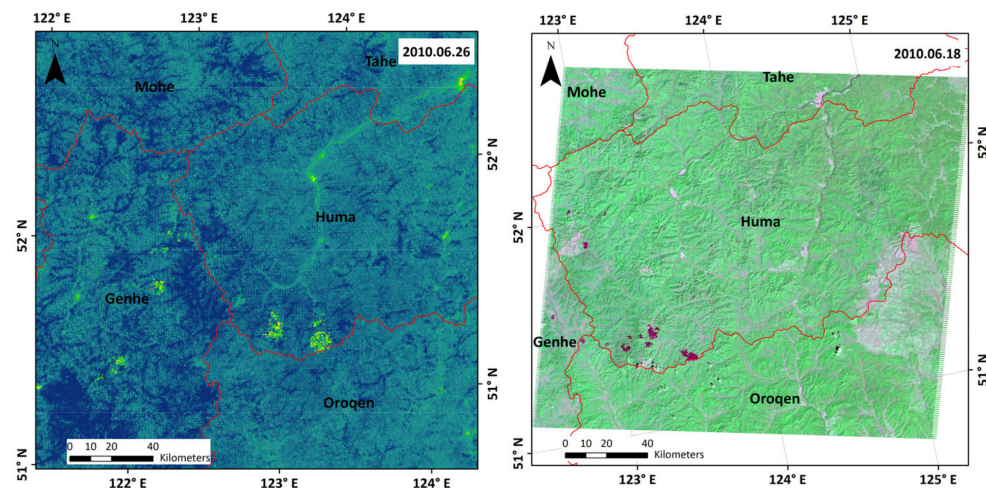 122° E 123° E 124° E
N
2010.06.26
Tahe
Mohe
52° N
52° N
Huma
Genhe
51° N
Oroqen
51° N
0 10 20 40
Kilometers
122° E 123° E 124° E
123° E 124° E 125° E
N
2010.06.18
Tahe
Mohe
52° N
52° N
Huma
Genhe
51° N
Oroqen
51° N
0 10 20 40
Kilometers
123° E 124° E 125° E